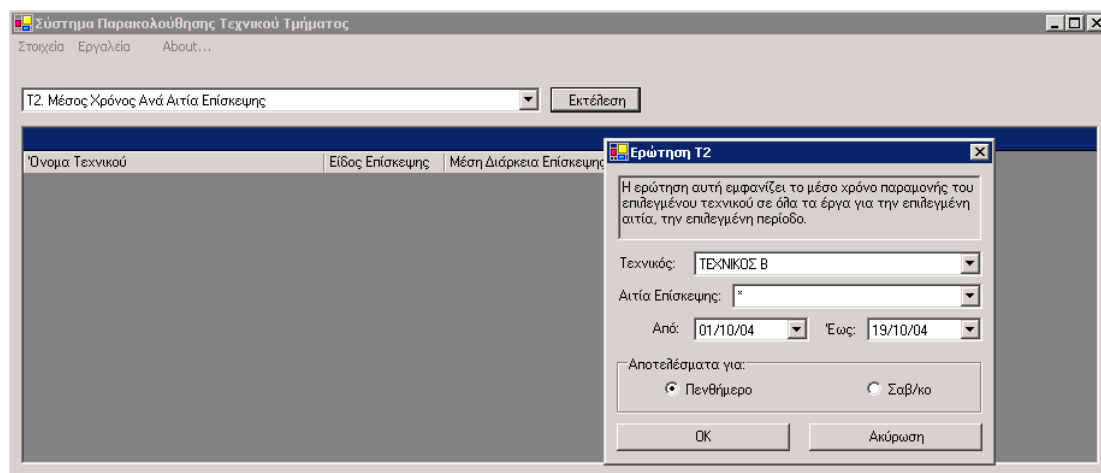 Σύστημα Παρακολούθησης Τεχνικού Τμήματος
Στοιχεία Εργαλεία About...
Τ2. Μέσος Χρόνος Ανά Αιτία Επίσκεψης Εκτέλεση
Όνομα Τεχνικού Είδος Επίσκεψης Μέση Διάρκεια Επίσκεψης
Ερώτηση Τ2
Η ερώτηση αυτή εμφανίζει το μέσο χρόνο παραμονής του
επιλεγμένου τεχνικού σε όλα τα έργα για την επιλεγμένη
αιτία, την επιλεγμένη περίοδο.
Τεχνικός: ΤΕΧΝΙΚΟΣ Β
Αιτία Επίσκεψης: *
Από: 01/10/04 Έως: 19/10/04
Αποτελέσματα για:
Πενθήμερο Σαβ/κο
OK Ακύρωση